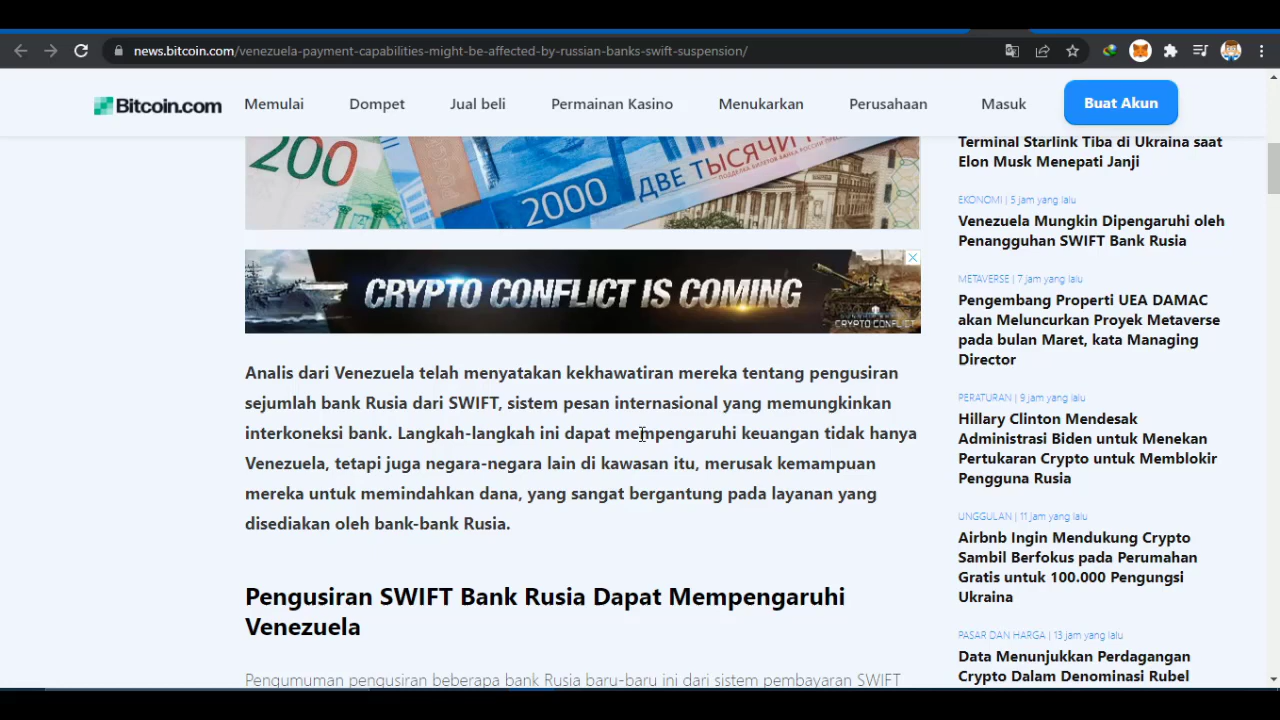 news.bitcoin.com/venezuela-payment-capabilities-might-be-affected-by-russian-banks-swift-suspension/
Bitcoin.com
Memulai
Dompet
Jual beli
Permainan Kasino
Menukarkan
Perusahaan
Masuk
Buat Akun
200
2000
ДВЕ ТЫСЯЧИ
CRYPTO CONFLICT IS COMING
CRYPTO CONFLICT
Analis dari Venezuela telah menyatakan kekhawatiran mereka tentang pengusiran
sejumlah bank Rusia dari SWIFT, sistem pesan internasional yang memungkinkan
interkoneksi bank. Langkah-langkah ini dapat mempengaruhi keuangan tidak hanya
Venezuela, tetapi juga negara-negara lain di kawasan itu, merusak kemampuan
mereka untuk memindahkan dana, yang sangat bergantung pada layanan yang
disediakan oleh bank-bank Rusia.
Pengusiran SWIFT Bank Rusia Dapat Mempengaruhi
Venezuela
Pengumuman pengusiran beberapa bank Rusia baru-baru ini dari sistem pembayaran SWIFT
Terminal Starlink Tiba di Ukraina saat
Elon Musk Menepati Janji
EKONOMI | 5 jam yang lalu
Venezuela Mungkin Dipengaruhi oleh
Penangguhan SWIFT Bank Rusia
METAVERSE | 7 jam yang lalu
Pengembang Properti UEA DAMAC
akan Meluncurkan Proyek Metaverse
pada bulan Maret, kata Managing
Director
PERATURAN | 9 jam yang lalu
Hillary Clinton Mendesak
Administrasi Biden untuk Menekan
Pertukaran Crypto untuk Memblokir
Pengguna Rusia
UNGGULAN | 11 jam yang lalu
Airbnb Ingin Mendukung Crypto
Sambil Berfokus pada Perumahan
Gratis untuk 100.000 Pengungsi
Ukraina
PASAR DAN HARGA | 13 jam yang lalu
Data Menunjukkan Perdagangan
Crypto Dalam Denominasi Rubel